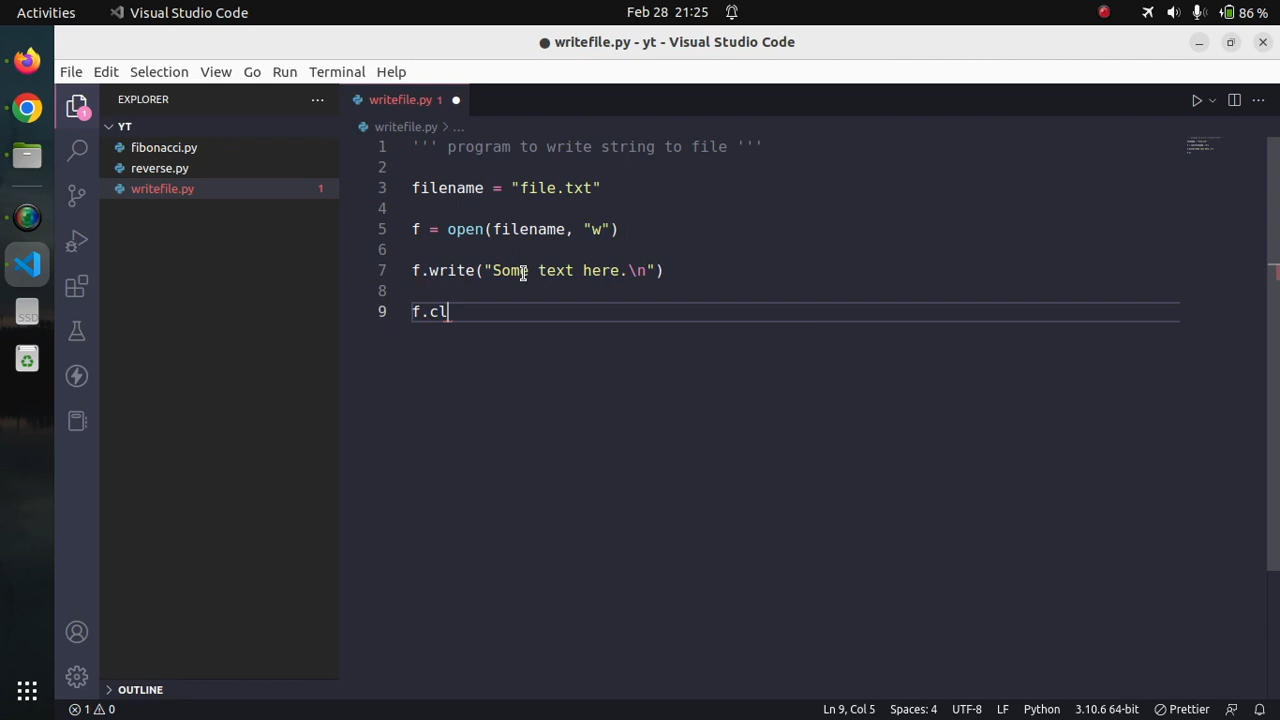 Activities
Visual Studio Code
Feb 28 21:25
86 %
writefile.py - yt - Visual Studio Code
File Edit Selection View Go Run Terminal Help
EXPLORER
YT
fibonacci.py
reverse.py
writefile.py 1
1
SSD
OUTLINE
writefile.py 1
writefile.py > ...
1 ''' program to write string to file '''
2
3 filename = "file.txt"
4
5 f = open(filename, "w")
6
7 f.write("Some text here.\n")
8
9 f.cl
1 0
Ln 9, Col 5 Spaces: 4 UTF-8 LF Python 3.10.6 64-bit Prettier